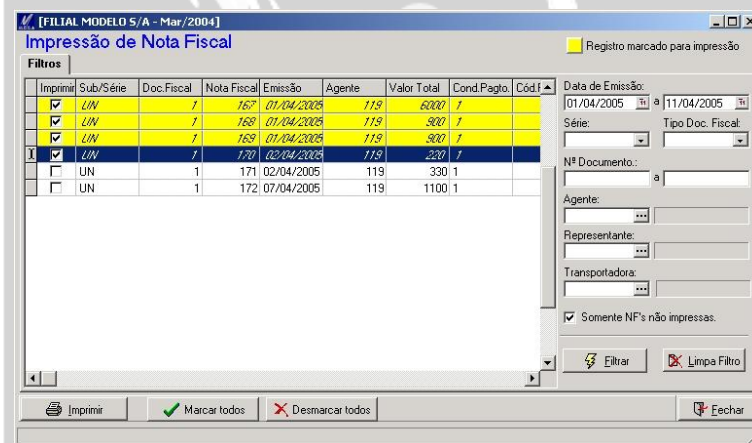 [FILIAL MODELO S/A - Mar/2004]
Impressão de Nota Fiscal
Registro marcado para impressão
Filtros
Imprimir Sub/Série Doc.Fiscal Nota Fiscal Emissão Agente Valor Total Cond.Pagto. Cód.F
UN 1 167 01/04/2005 119 6000 1
UN 1 168 01/04/2005 119 900 1
UN 1 169 01/04/2005 119 900 1
UN 1 170 02/04/2005 119 220 1
UN 1 171 02/04/2005 119 330 1
UN 1 172 07/04/2005 119 1100 1
Data de Emissão:
01/04/2005 a 11/04/2005
Série: Tipo Doc. Fiscal:
Nº Documento.:
a
Agente:
Representante:
Transportadora:
Somente NF's não impressas.
Filtrar Limpa Filtro
Imprimir Marcar todos Desmarcar todos Fechar